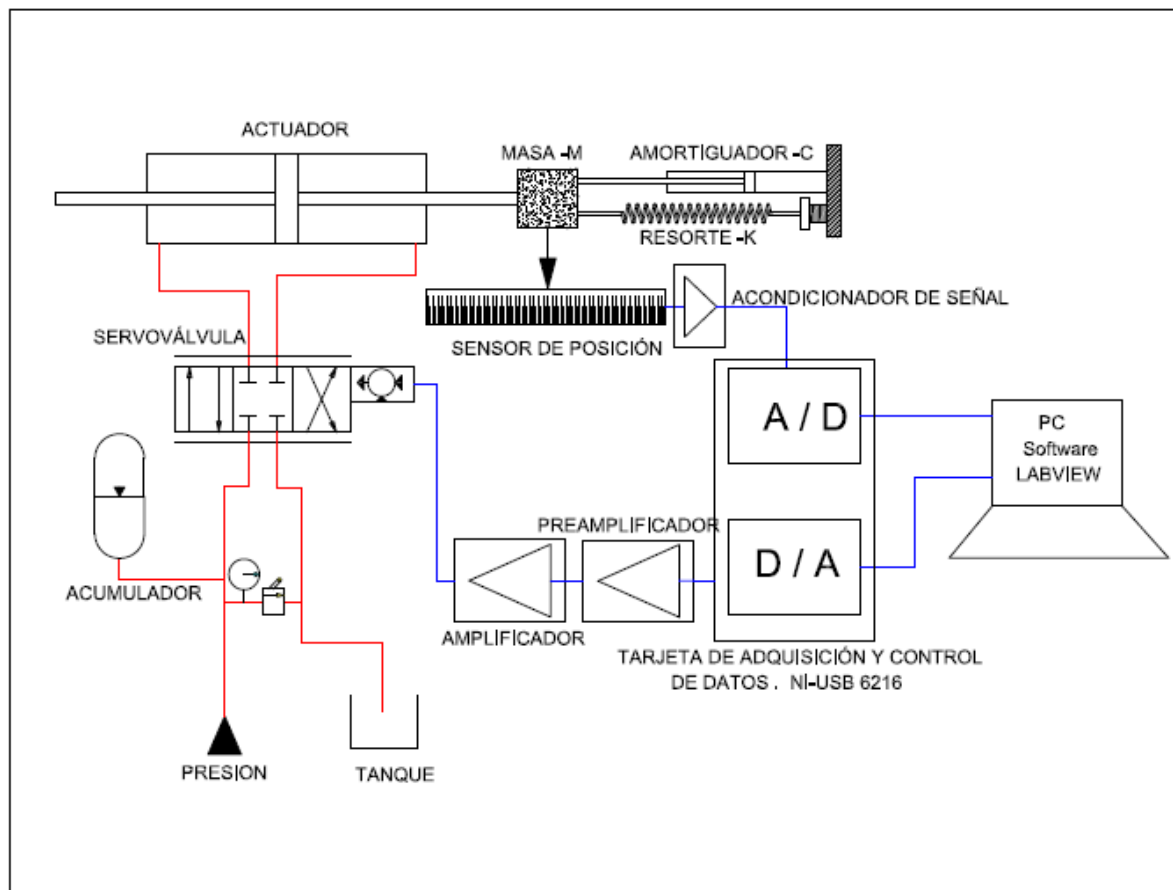 ACTUADOR
MASA -M
AMORTIGUADOR -C
RESORTE -K
ACONDICIONADOR DE SEÑAL
SENSOR DE POSICIÓN
SERVOVÁLVULA
A / D
PC
Software
LABVIEW
PREAMPLIFICADOR
D / A
ACUMULADOR
AMPLIFICADOR
TARJETA DE ADQUISICIÓN Y CONTROL
DE DATOS . NI-USB 6216
PRESION
TANQUE